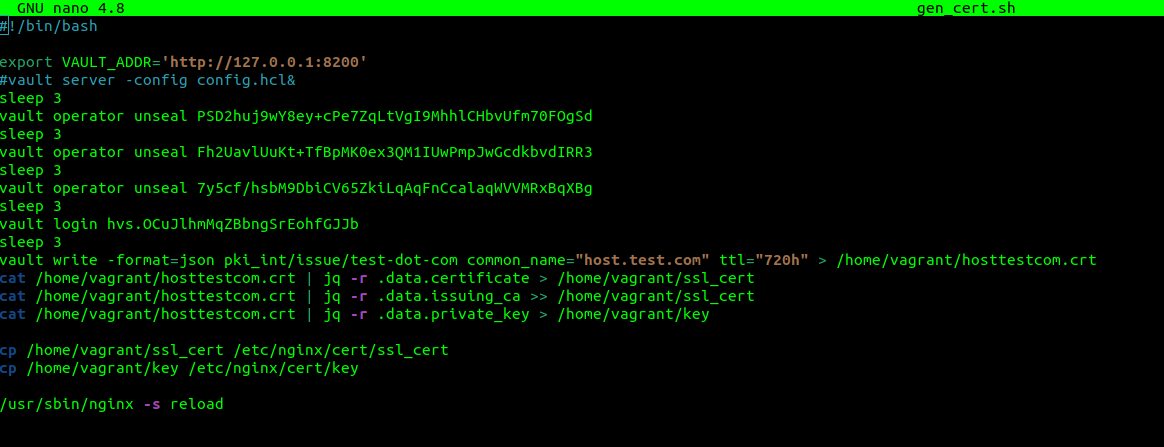 GNU nano 4.8 gen_cert.sh
#!/bin/bash
export VAULT_ADDR='http://127.0.0.1:8200'
#vault server -config config.hcl&
sleep 3
vault operator unseal PSD2huj9wY8ey+cPe7ZqLtVgI9MhhlCHbvUfm70FOgSd
sleep 3
vault operator unseal Fh2UavlUuKt+TfBpMK0ex3QM1IUwPmpJwGcdkbvdIRR3
sleep 3
vault operator unseal 7y5cf/hsbM9DbiCV65ZkiLqAqFnCcalaqWVVMRxBqXBg
sleep 3
vault login hvs.OCuJlhmMqZBbngSrEohfGJJb
sleep 3
vault write -format=json pki_int/issue/test-dot-com common_name="host.test.com" ttl="720h" > /home/vagrant/hosttestcom.crt
cat /home/vagrant/hosttestcom.crt | jq -r .data.certificate > /home/vagrant/ssl_cert
cat /home/vagrant/hosttestcom.crt | jq -r .data.issuing_ca >> /home/vagrant/ssl_cert
cat /home/vagrant/hosttestcom.crt | jq -r .data.private_key > /home/vagrant/key
cp /home/vagrant/ssl_cert /etc/nginx/cert/ssl_cert
cp /home/vagrant/key /etc/nginx/cert/key
/usr/sbin/nginx -s reload